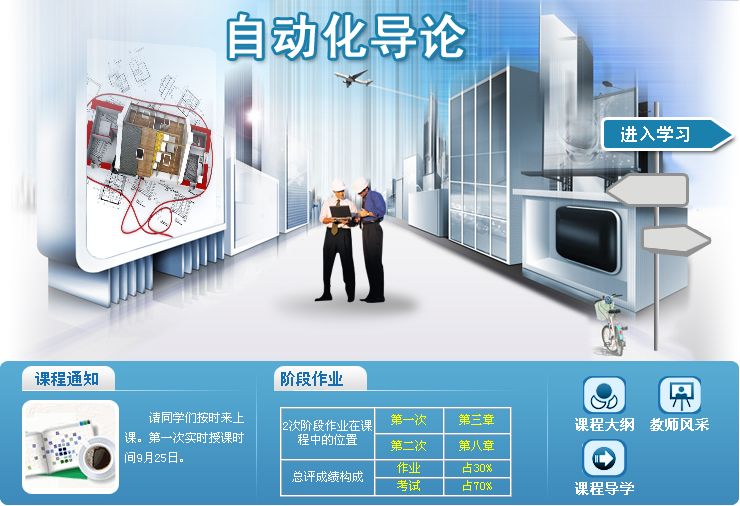 自动化导论
进入学习
课程通知
请同学们按时来上
课。第一次实时授课时
间9月25日。
阶段作业
2次阶段作业在课
程中的位置
第一次 第三章
第二次 第八章
总评成绩构成
作业 占30%
考试 占70%
课程大纲 教师风采
课程导学